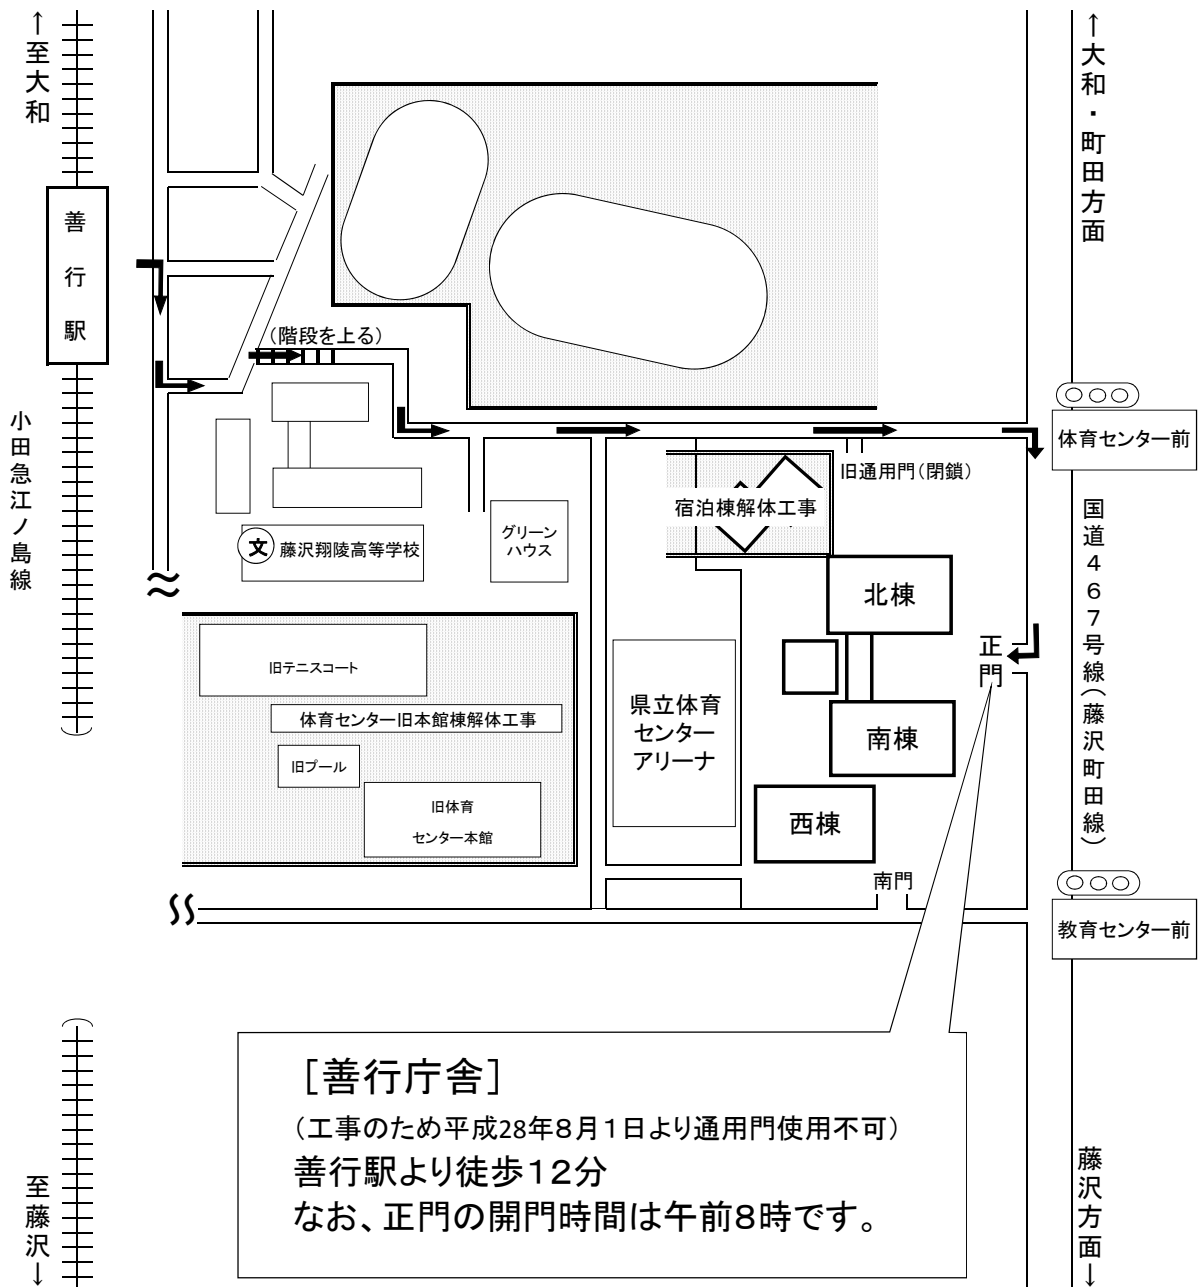 ↑至大和
善行駅
小田急江ノ島線
至藤沢↓
(階段を上る)
↑大和・町田方面
体育センター前
旧通用門(閉鎖)
宿泊棟解体工事
グリーン
ハウス
文
藤沢翔陵高等学校
国道467号線(藤沢町田線)
北棟
正門
旧テニスコート
体育センター旧本館棟解体工事
旧プール
旧体育
センター本館
県立体育
センター
アリーナ
南棟
西棟
南門
教育センター前
藤沢方面↓
[善行庁舎]
(工事のため平成28年8月1日より通用門使用不可)
善行駅より徒歩12分
なお、正門の開門時間は午前8時です。